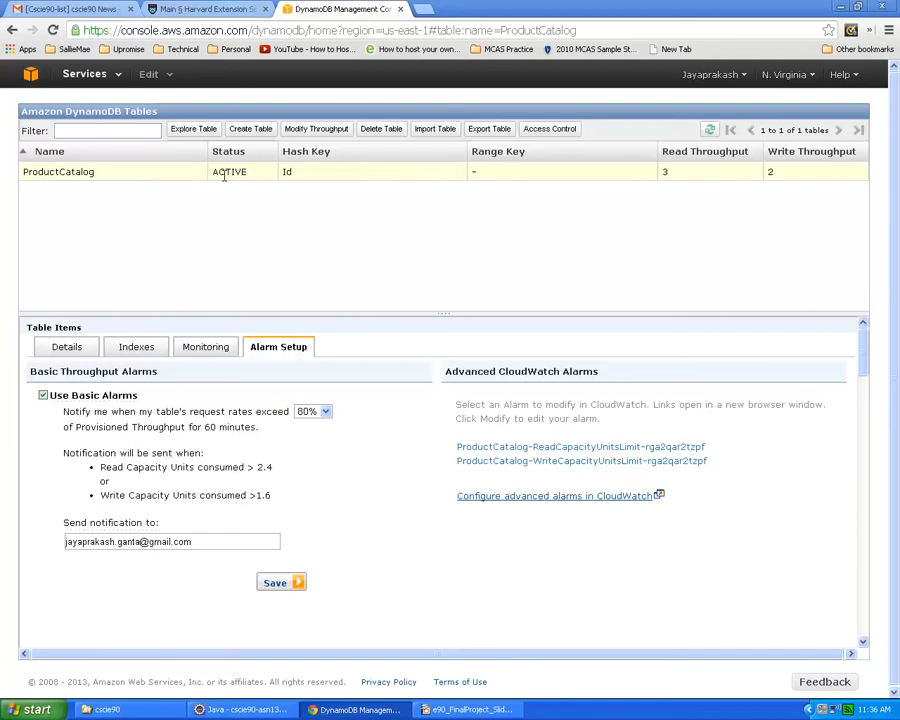 [Cscie90-list] cscie90 News - Main § Harvard Extension Sc DynamoDB Management Co
https://console.aws.amazon.com/dynamodb/home?region=us-east-1#table:name=ProductCatalog
Apps SallieMae Upromise Technical Personal YouTube - How to Hos... How to host your own... MCAS Practice 2010 MCAS Sample St... New Tab Other bookmarks
Services Edit Jayaprakash N. Virginia Help
Amazon DynamoDB Tables
Filter: Explore Table Create Table Modify Throughput Delete Table Import Table Export Table Access Control 1 to 1 of 1 tables
Name Status Hash Key Range Key Read Throughput Write Throughput
ProductCatalog ACTIVE Id - 3 2
Table Items
Details Indexes Monitoring Alarm Setup
Basic Throughput Alarms Advanced CloudWatch Alarms
Use Basic Alarms
Notify me when my table's request rates exceed 80%
of Provisioned Throughput for 60 minutes.
Notification will be sent when:
• Read Capacity Units consumed > 2.4
or
• Write Capacity Units consumed >1.6
Send notification to:
jayaprakash.ganta@gmail.com
Save
Select an Alarm to modify in CloudWatch. Links open in a new browser window.
Click Modify to edit your alarm.
ProductCatalog-ReadCapacityUnitsLimit-rga2qar2tzpf
ProductCatalog-WriteCapacityUnitsLimit-rga2qar2tzpf
Configure advanced alarms in CloudWatch
© 2008 - 2013, Amazon Web Services, Inc. or its affiliates. All rights reserved. Privacy Policy Terms of Use Feedback
start cscie90 Java - cscie90-asn13... DynamoDB Managem... e90_FinalProject_Slid... 11:36 AM